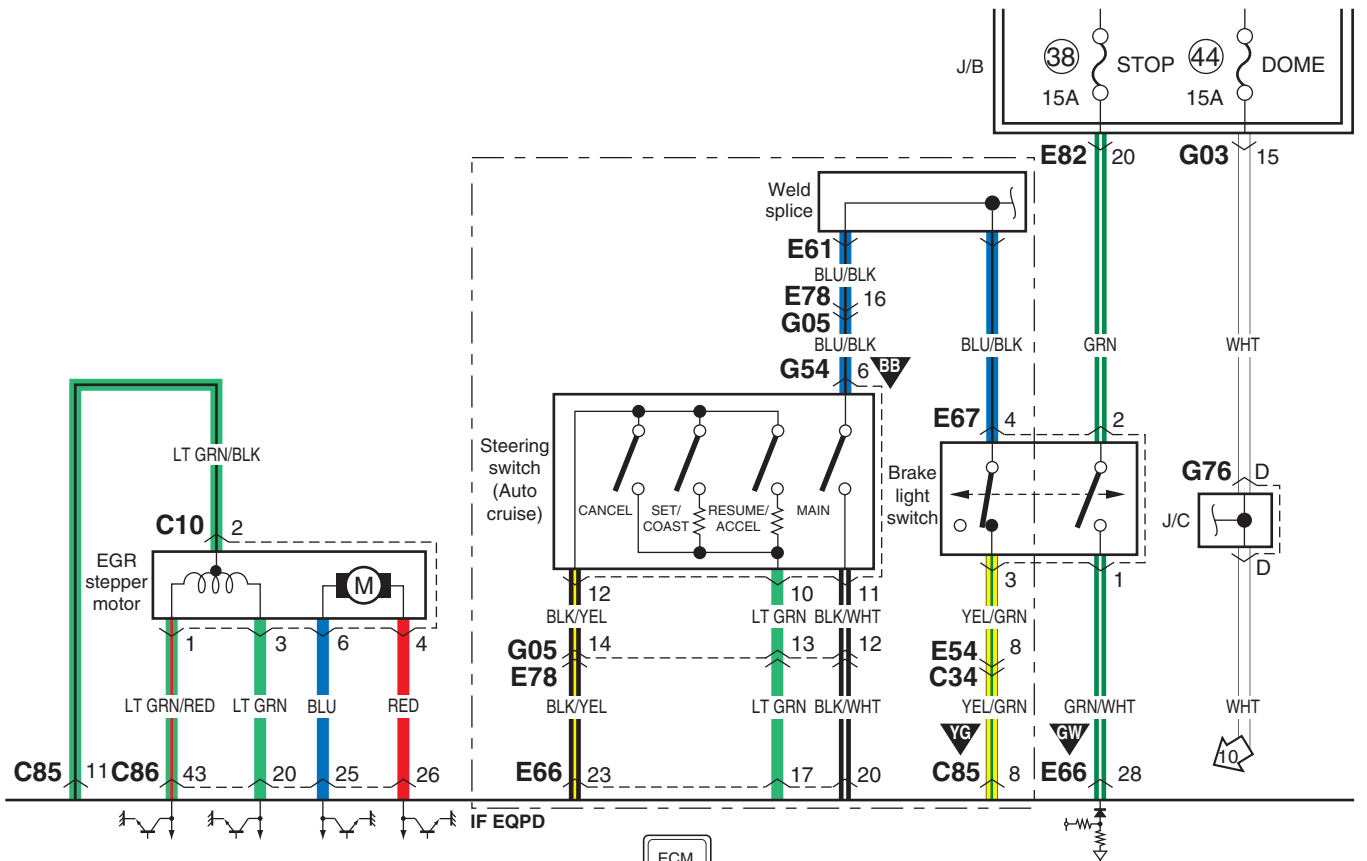 38 STOP 44 DOME
J/B
15A 15A
E82 20 G03 15
Weld
splice
E61
BLU/BLK
E78 16
G05
BLU/BLK BLU/BLK GRN WHT
G54 6 BB
E67 4 2
LT GRN/BLK
Steering
switch
(Auto
cruise)
CANCEL SET/
COAST RESUME/
ACCEL MAIN
Brake
light
switch
G76 D
J/C
D
C10 2
EGR
stepper
motor
M
12 10 11 3 1
BLK/YEL LT GRN BLK/WHT YEL/GRN
1 3 6 4
G05 14 13 12 E54 8
E78 C34
LT GRN/RED LT GRN BLU RED BLK/YEL LT GRN BLK/WHT YEL/GRN GRN/WHT WHT
YG GW 10
C85 11 C86 43 20 25 26 E66 23 17 20 C85 8 E66 28
IF EQPD
ECM